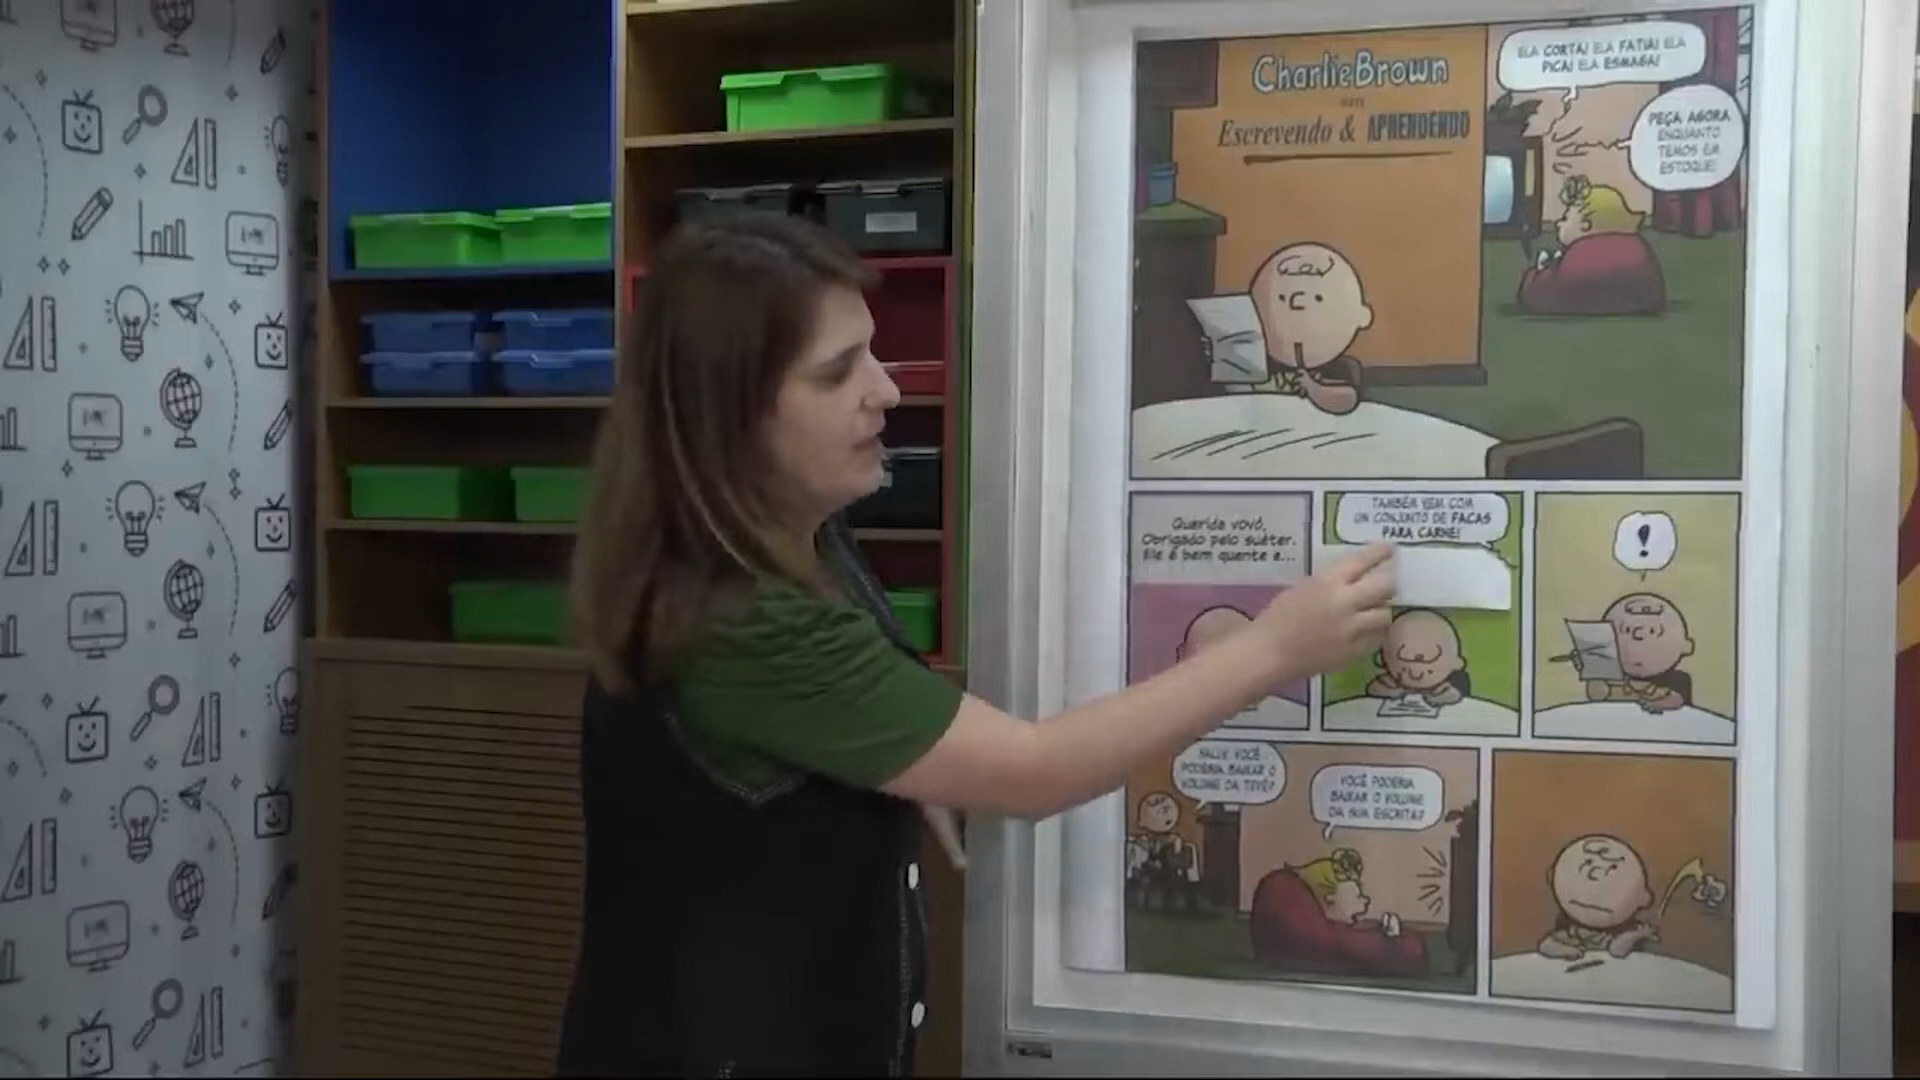 CharlieBrown
em
Escrevendo & APRENDENDO
ELA CORTA! ELA FATIA! ELA
PICA! ELA ESMAGA!
PEÇA AGORA
ENQUANTO
TEMOS EM
ESTOQUE!
Querida vovó,
Obrigado pelo suéter.
Ele é bem quente e...
TAMBÉM VEM COM
UM CONJUNTO DE FACAS
PARA CARNE!
!
SALLY, VOCÊ
PODERIA BAIXAR O
VOLUME DA TEVÊ?
VOCÊ PODERIA
BAIXAR O VOLUME
DA SUA ESCRITA?